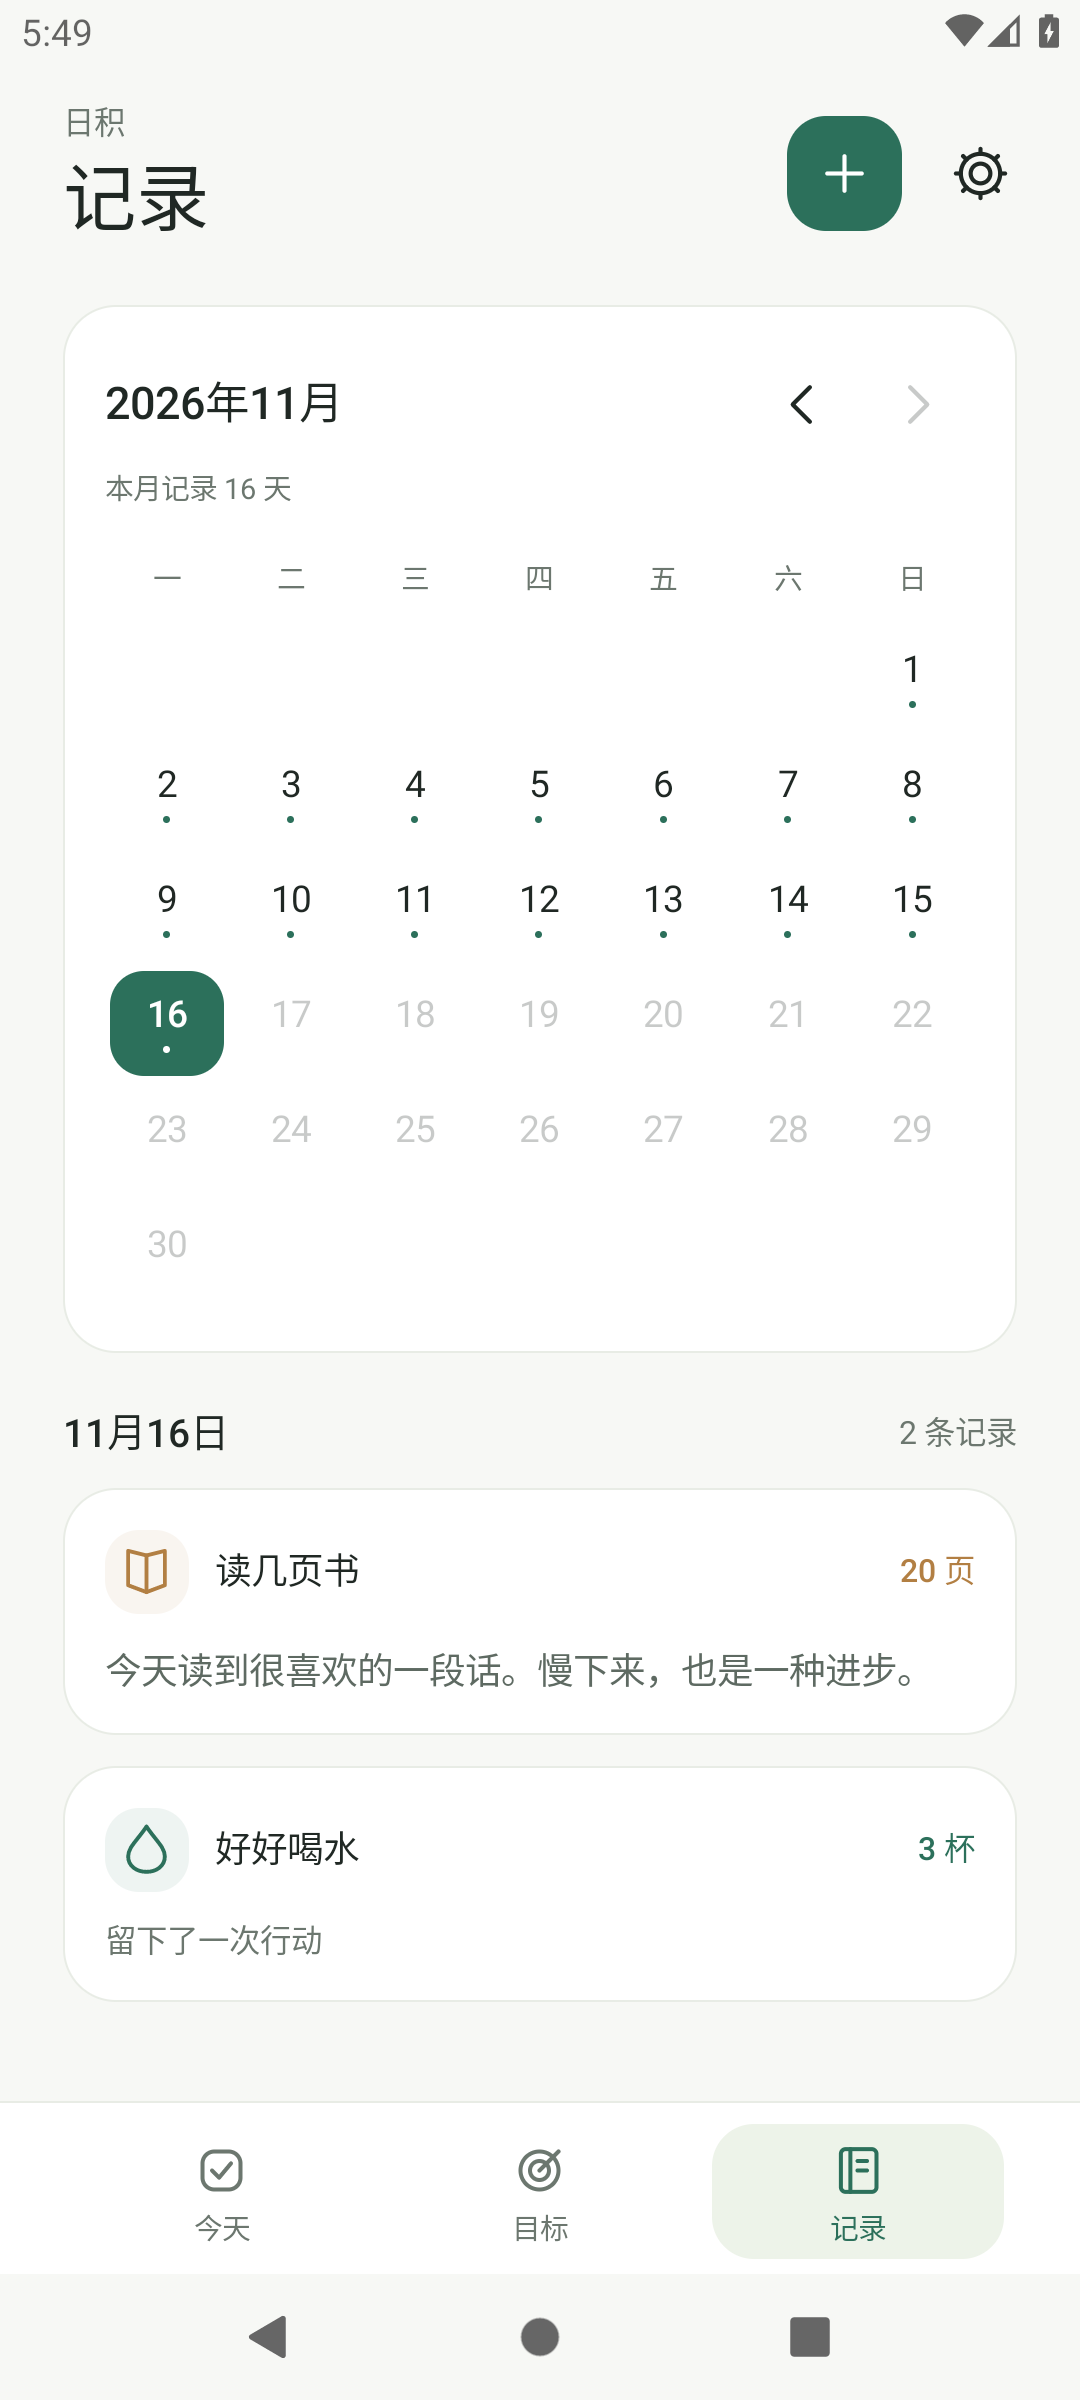 5:49
日积
记录
2026年11月
本月记录 16 天
一 二 三 四 五 六 日
1
2 3 4 5 6 7 8
9 10 11 12 13 14 15
16 17 18 19 20 21 22
23 24 25 26 27 28 29
30
11月16日 2 条记录
读几页书 20 页
今天读到很喜欢的一段话。慢下来，也是一种进步。
好好喝水 3 杯
留下了一次行动
今天 目标 记录